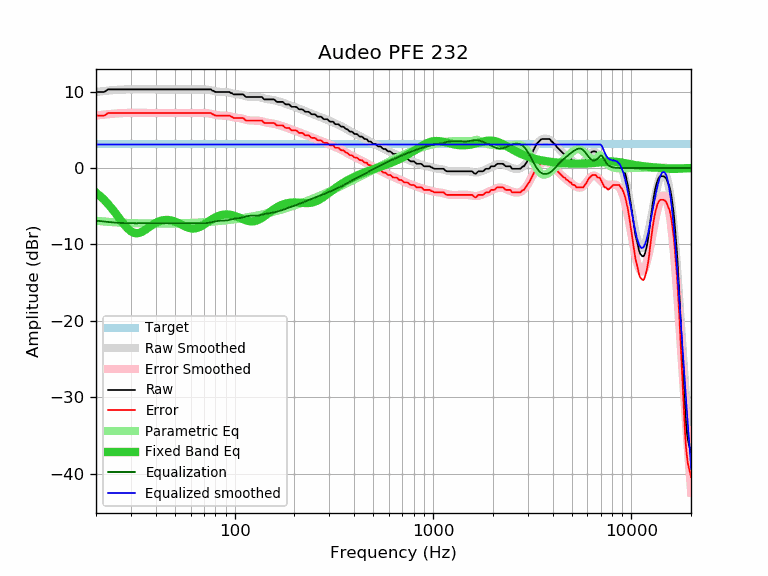 Audeo PFE 232
Amplitude (dBr)
10
0
−10
−20
−30
−40
Target
Raw Smoothed
Error Smoothed
Raw
Error
Parametric Eq
Fixed Band Eq
Equalization
Equalized smoothed
100
1000
10000
Frequency (Hz)